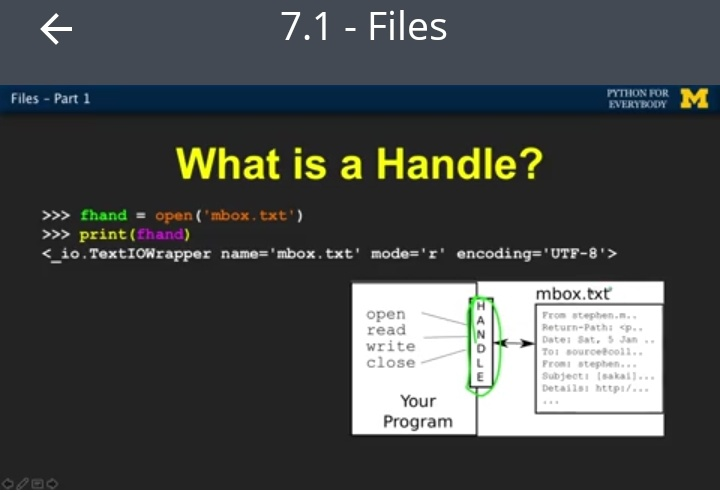 7.1 - Files
Files - Part 1
PYTHON FOR
EVERYBODY
M
What is a Handle?
>>> fhand = open('mbox.txt')
>>> print(fhand)
<_io.TextIOWrapper name='mbox.txt' mode='r' encoding='UTF-8'>
open
read
write
close
Your
Program
H
A
N
D
L
E
mbox.txt
From stephen.m..
Return-Path: <p..
Date: Sat, 5 Jan ..
To: source@coll..
From: stephen...
Subject: [sakai]...
Details: http:/...
...